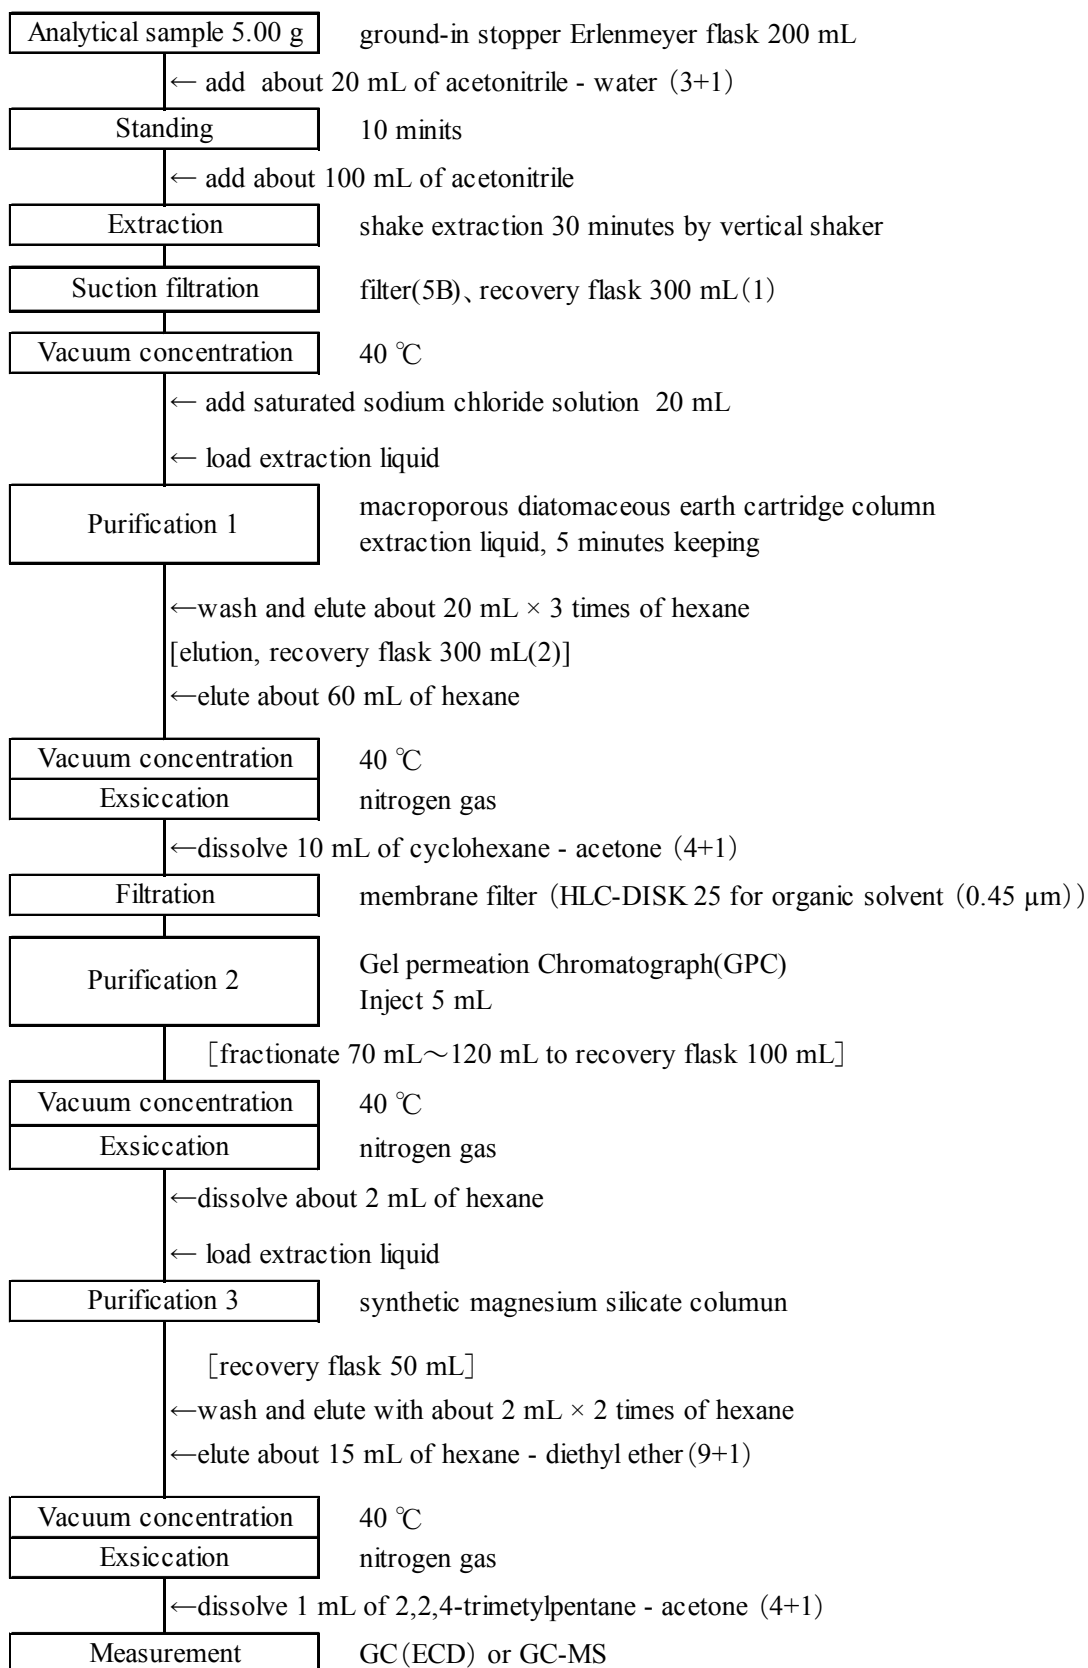 Analytical sample 5.00 g ground-in stopper Erlenmeyer flask 200 mL
← add about 20 mL of acetonitrile - water (3+1)
Standing 10 minits
← add about 100 mL of acetonitrile
Extraction shake extraction 30 minutes by vertical shaker
Suction filtration filter(5B)、recovery flask 300 mL(1)
Vacuum concentration 40 ℃
← add saturated sodium chloride solution 20 mL
← load extraction liquid
Purification 1 macroporous diatomaceous earth cartridge column
extraction liquid, 5 minutes keeping
←wash and elute about 20 mL × 3 times of hexane
[elution, recovery flask 300 mL(2)]
←elute about 60 mL of hexane
Vacuum concentration 40 ℃
Exsiccation nitrogen gas
←dissolve 10 mL of cyclohexane - acetone (4+1)
Filtration membrane filter (HLC-DISK 25 for organic solvent (0.45 μm))
Purification 2 Gel permeation Chromatograph(GPC)
Inject 5 mL
[fractionate 70 mL～120 mL to recovery flask 100 mL]
Vacuum concentration 40 ℃
Exsiccation nitrogen gas
←dissolve about 2 mL of hexane
← load extraction liquid
Purification 3 synthetic magnesium silicate columun
[recovery flask 50 mL]
←wash and elute with about 2 mL × 2 times of hexane
←elute about 15 mL of hexane - diethyl ether(9+1)
Vacuum concentration 40 ℃
Exsiccation nitrogen gas
←dissolve 1 mL of 2,2,4-trimetylpentane - acetone (4+1)
Measurement GC(ECD) or GC-MS